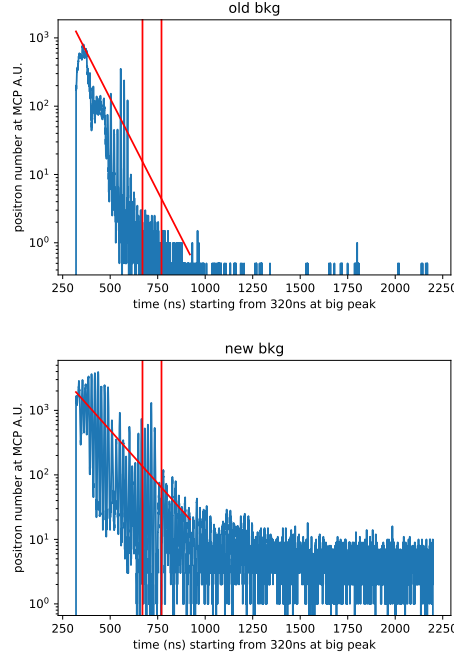 old bkg
positron number at MCP A.U.
10³
10²
10¹
10⁰
250 500 750 1000 1250 1500 1750 2000 2250
time (ns) starting from 320ns at big peak
new bkg
positron number at MCP A.U.
10³
10²
10¹
10⁰
250 500 750 1000 1250 1500 1750 2000 2250
time (ns) starting from 320ns at big peak